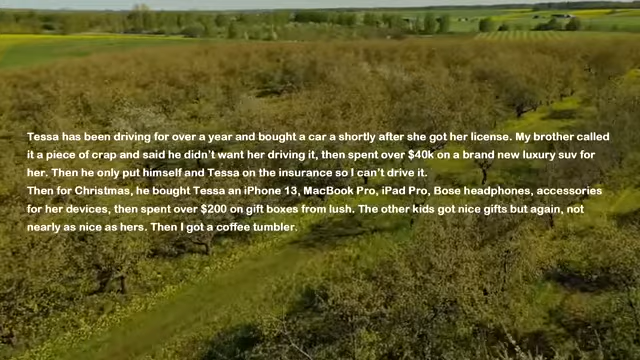 Tessa has been driving for over a year and bought a car a shortly after she got her license. My brother called
it a piece of crap and said he didn't want her driving it, then spent over $40k on a brand new luxury suv for
her. Then he only put himself and Tessa on the insurance so I can't drive it.
Then for Christmas, he bought Tessa an iPhone 13, MacBook Pro, iPad Pro, Bose headphones, accessories
for her devices, then spent over $200 on gift boxes from lush. The other kids got nice gifts but again, not
nearly as nice as hers. Then I got a coffee tumbler.